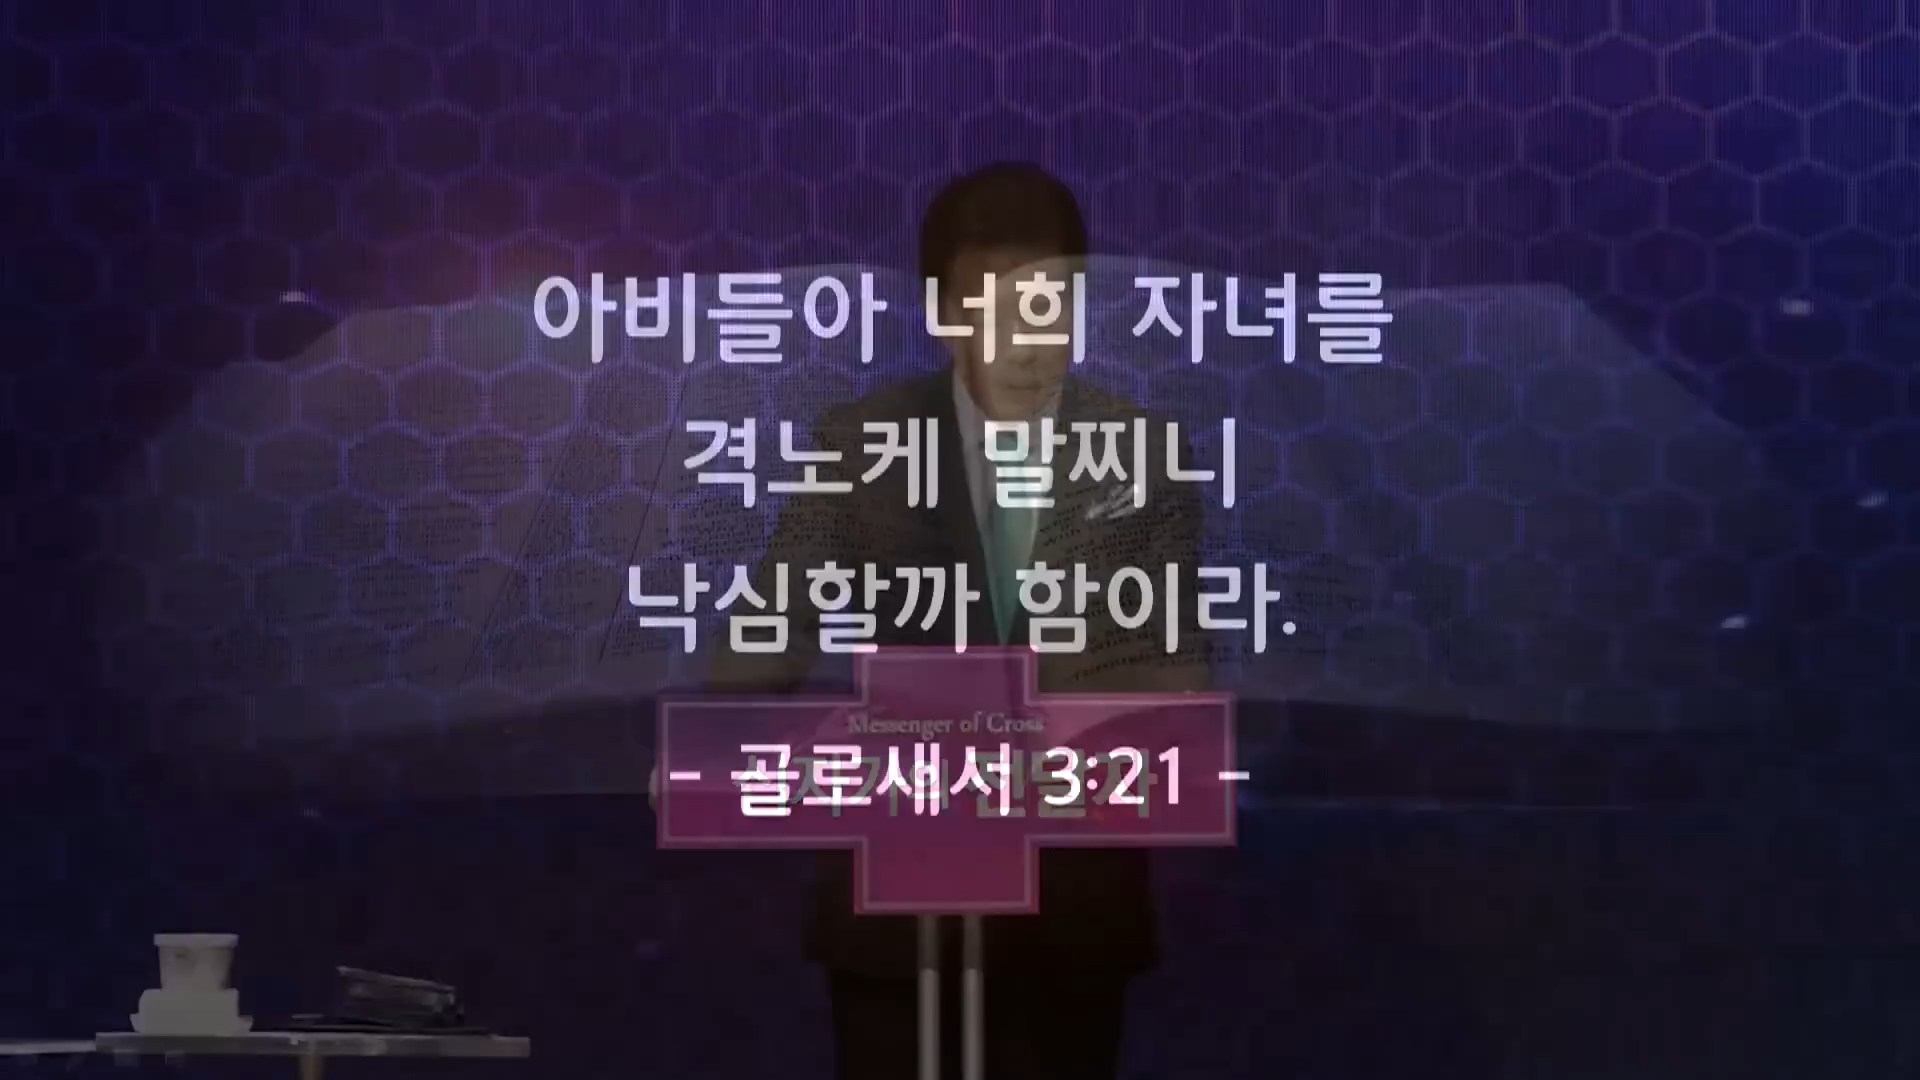 아비들아 너희 자녀를
격노케 말찌니
낙심할까 함이라.
Messenger of Cross
- 골로새서 3:21 -